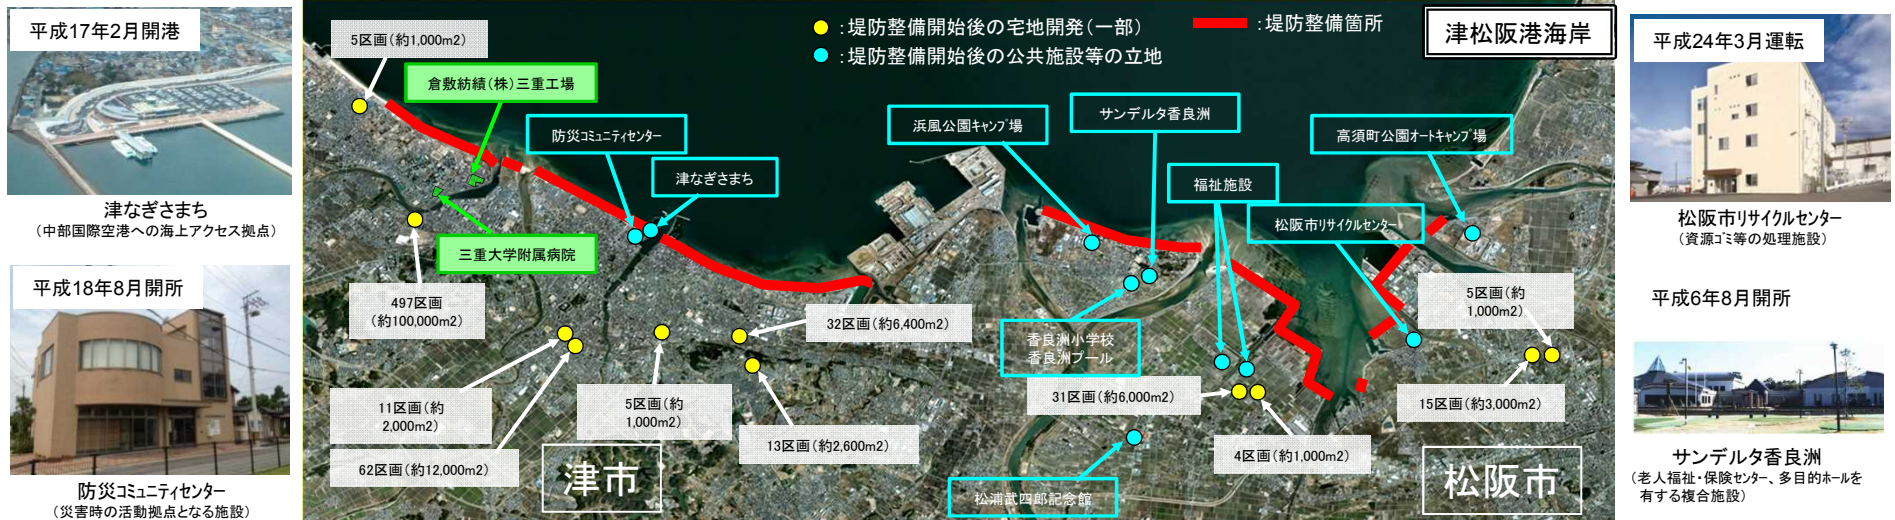 平成17年2月開港
津なぎさまち
（中部国際空港への海上アクセス拠点）
平成18年8月開所
防災コミュニティセンター
（災害時の活動拠点となる施設）
：堤防整備開始後の宅地開発（一部）
：堤防整備箇所
：堤防整備開始後の公共施設等の立地
津松阪港海岸
5区画（約1,000m2）
倉敷紡績（株）三重工場
防災コミュニティセンター
津なぎさまち
三重大学附属病院
497区画
（約100,000m2）
11区画（約
2,000m2）
62区画（約12,000m2）
5区画（約
1,000m2）
32区画（約6,400m2）
13区画（約2,600m2）
津市
浜風公園キャンプ場
サンデルタ香良洲
福祉施設
高須町公園オートキャンプ場
松阪市リサイクルセンター
香良洲小学校
香良洲プール
31区画（約6,000m2）
4区画（約1,000m2）
5区画（約
1,000m2）
15区画（約3,000m2）
松浦武四郎記念館
松阪市
平成24年3月運転
松阪市リサイクルセンター
（資源ゴミ等の処理施設）
平成6年8月開所
サンデルタ香良洲
（老人福祉・保険センター、多目的ホールを
有する複合施設）